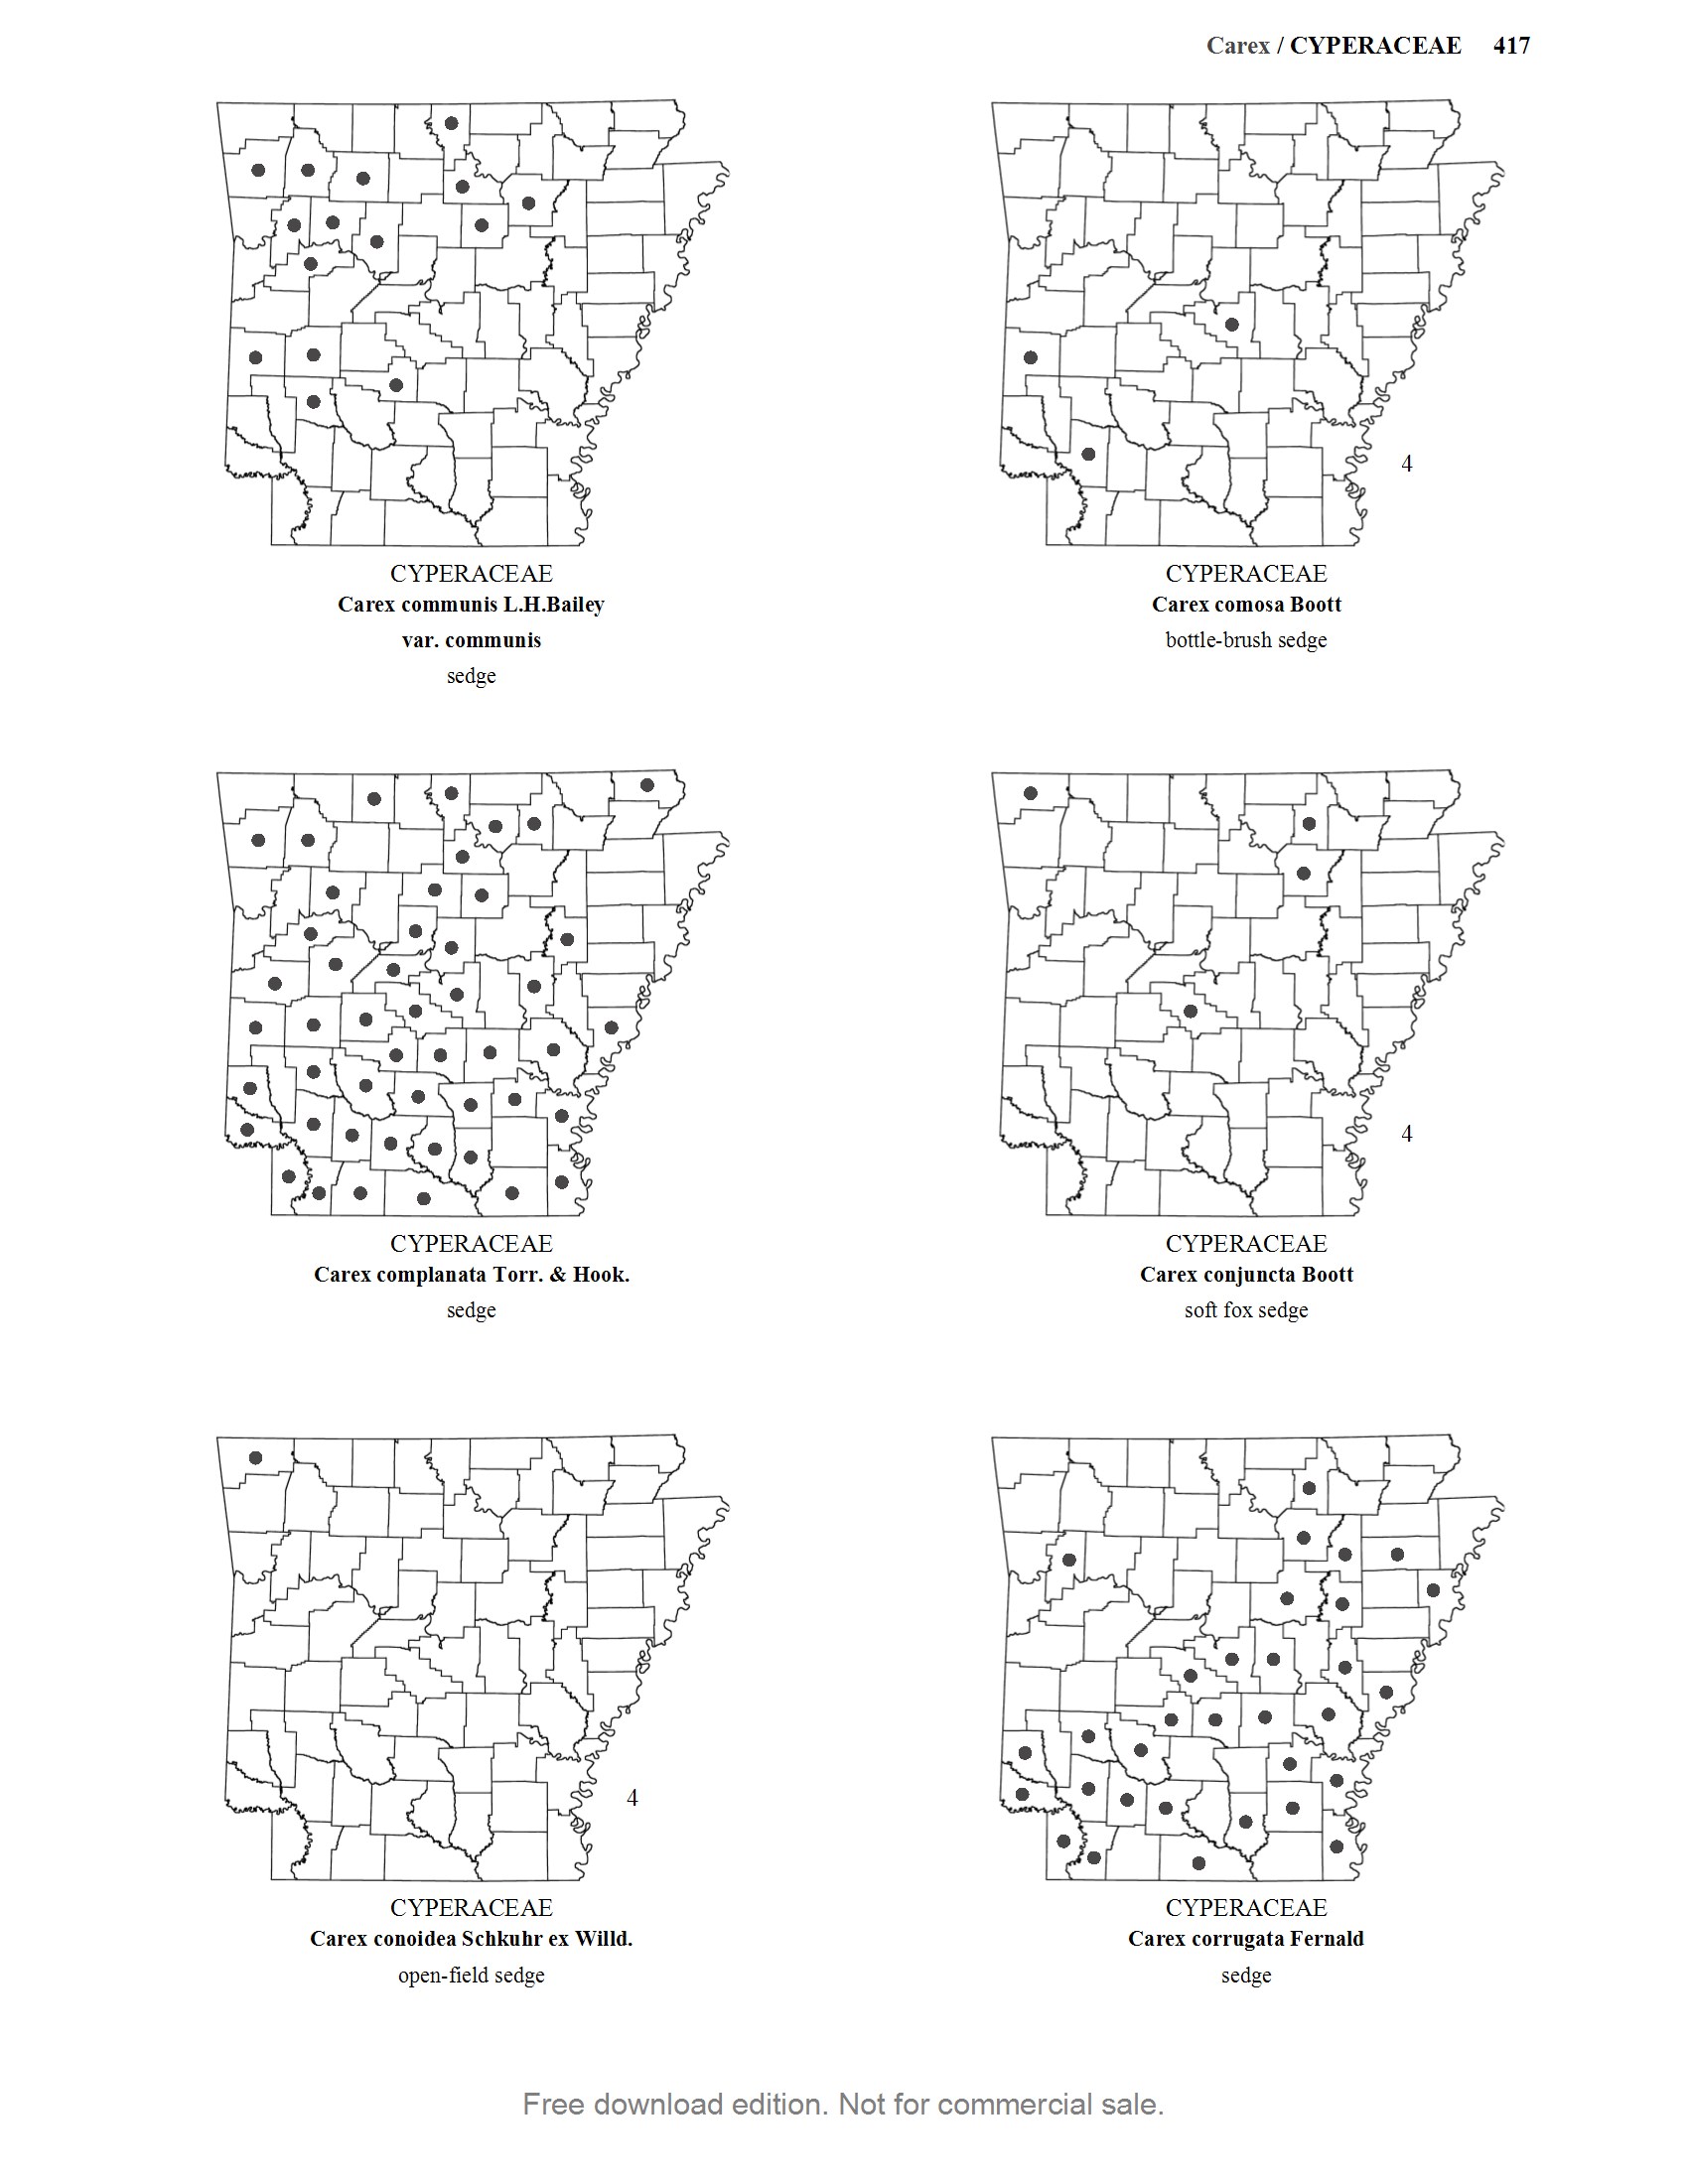 Carex / CYPERACEAE 417
CYPERACEAE
Carex communis L.H.Bailey
var. communis
sedge
4
CYPERACEAE
Carex comosa Boott
bottle-brush sedge
CYPERACEAE
Carex complanata Torr. & Hook.
sedge
4
CYPERACEAE
Carex conjuncta Boott
soft fox sedge
4
CYPERACEAE
Carex conoidea Schkuhr ex Willd.
open-field sedge
CYPERACEAE
Carex corrugata Fernald
sedge
Free download edition. Not for commercial sale.